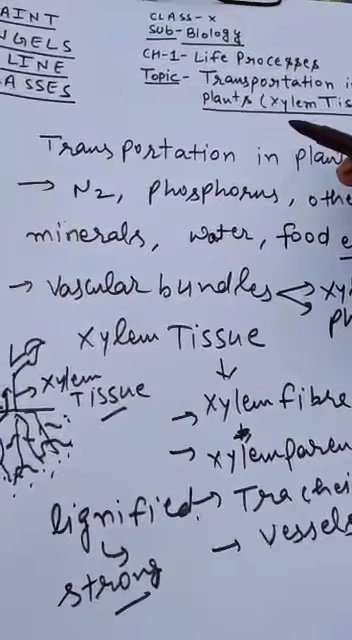 AINT
NGELS
LINE
ASSES
CLASS-X
Sub-Biology
CH-1- Life Processes
Topic- Transportation i
plants (Xylem Tis
Transportation in plan
→ N2, phosphorus, othe
minerals, water, food e
→ vascular bundles < xy
ph
Xylem Tissue
Xylem
Tissue
→ Xylem fibre
→ Xylem paren
lignified → Trachei
→ vessels
strong